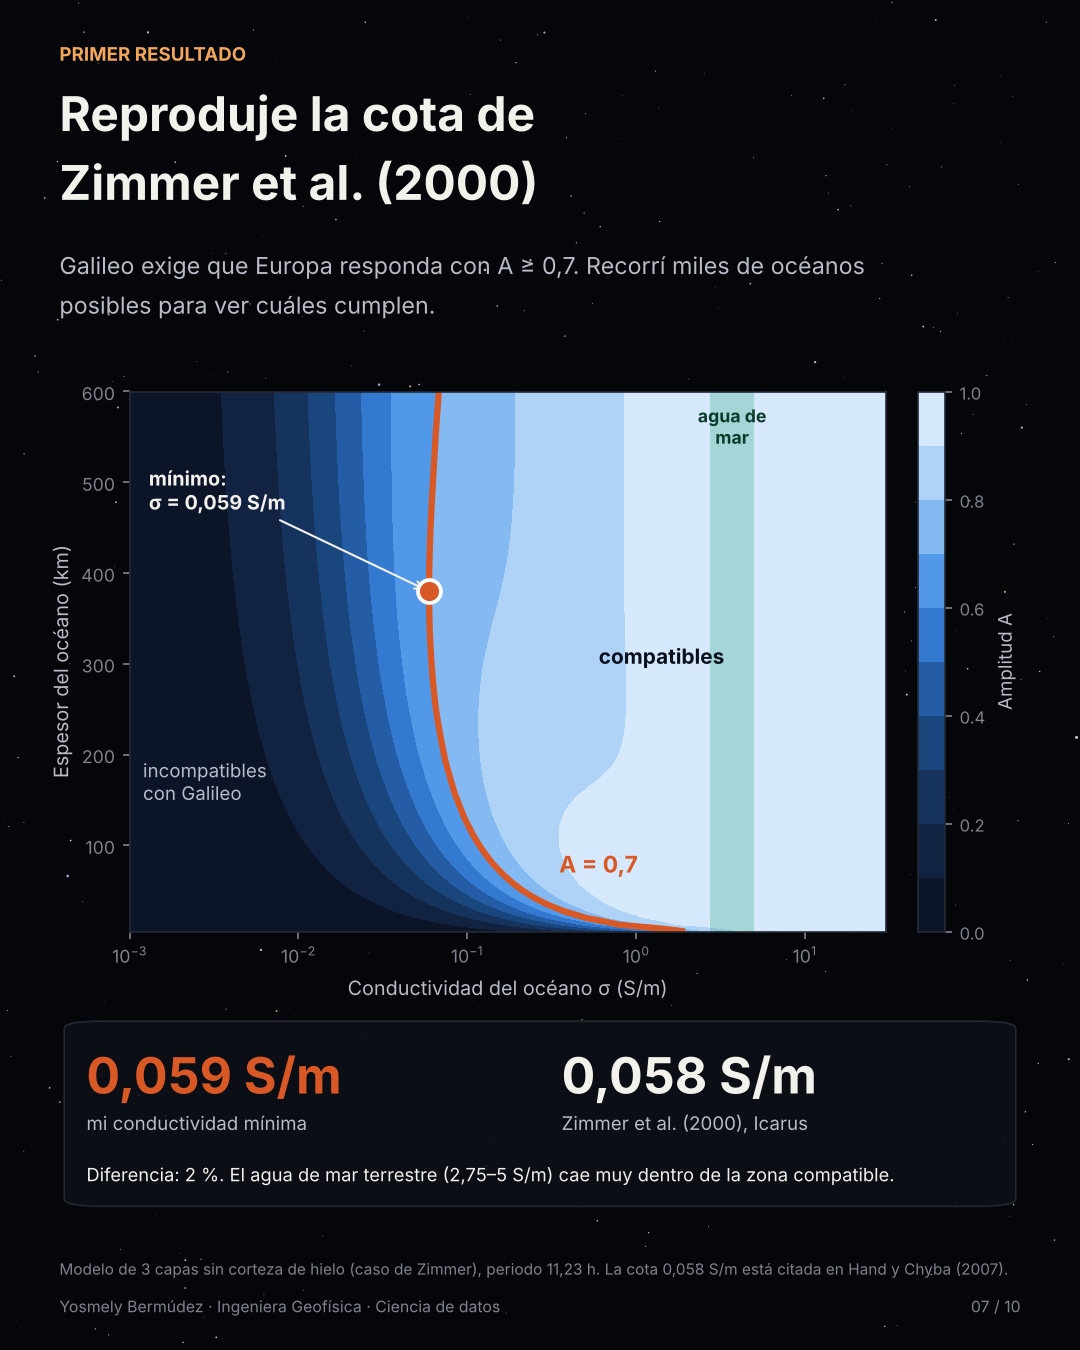 PRIMER RESULTADO
Reproduje la cota de
Zimmer et al. (2000)
Galileo exige que Europa responda con A ≥ 0,7. Recorrí miles de océanos
posibles para ver cuáles cumplen.
600
500
400
300
200
100
Espesor del océano (km)
mínimo:
σ = 0,059 S/m
agua de
mar
compatibles
incompatibles
con Galileo
A = 0,7
10⁻³
10⁻²
10⁻¹
10⁰
10¹
Conductividad del océano σ (S/m)
1.0
0.8
0.6
0.4
0.2
0.0
Amplitud A
0,059 S/m
mi conductividad mínima
0,058 S/m
Zimmer et al. (2000), Icarus
Diferencia: 2 %. El agua de mar terrestre (2,75–5 S/m) cae muy dentro de la zona compatible.
Modelo de 3 capas sin corteza de hielo (caso de Zimmer), periodo 11,23 h. La cota 0,058 S/m está citada en Hand y Chyba (2007).
Yosmely Bermúdez · Ingeniera Geofísica · Ciencia de datos
07 / 10